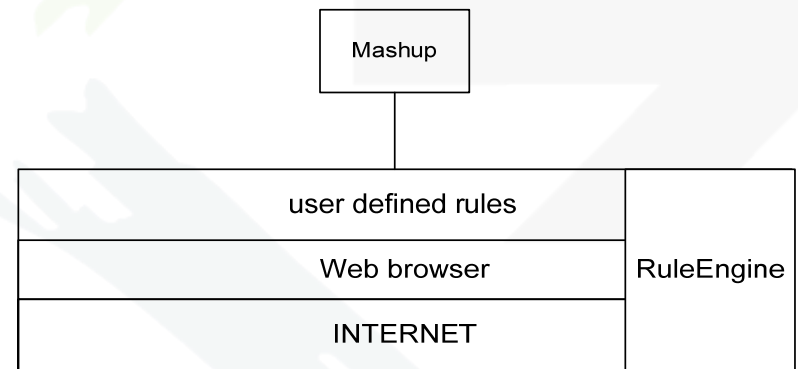 Mashup
user defined rules
Web browser
RuleEngine
INTERNET